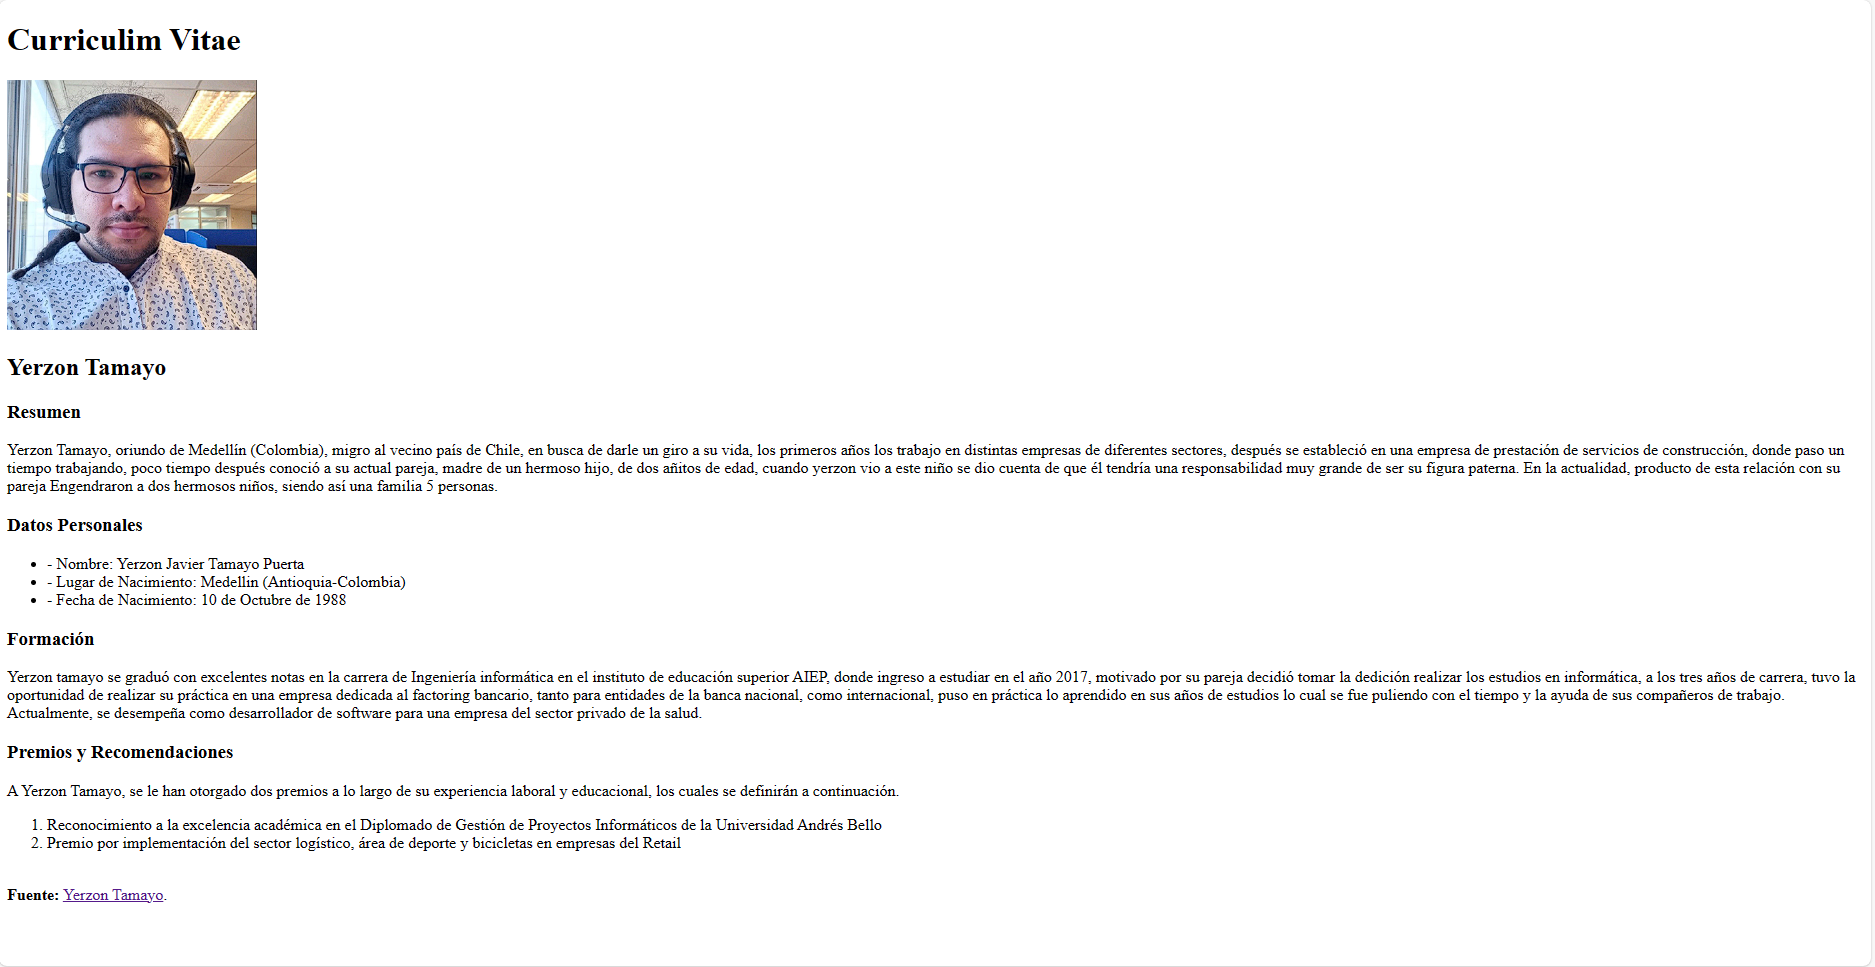 Curriculim Vitae
Yerzon Tamayo
Resumen
Yerzon Tamayo, oriundo de Medellín (Colombia), migro al vecino país de Chile, en busca de darle un giro a su vida, los primeros años los trabajo en distintas empresas de diferentes sectores, después se estableció en una empresa de prestación de servicios de construcción, donde paso un
tiempo trabajando, poco tiempo después conoció a su actual pareja, madre de un hermoso hijo, de dos añitos de edad, cuando yerzon vio a este niño se dio cuenta de que él tendría una responsabilidad muy grande de ser su figura paterna. En la actualidad, producto de esta relación con su
pareja Engendraron a dos hermosos niños, siendo así una familia 5 personas.
Datos Personales
• - Nombre: Yerzon Javier Tamayo Puerta
• - Lugar de Nacimiento: Medellin (Antioquia-Colombia)
• - Fecha de Nacimiento: 10 de Octubre de 1988
Formación
Yerzon tamayo se graduó con excelentes notas en la carrera de Ingeniería informática en el instituto de educación superior AIEP, donde ingreso a estudiar en el año 2017, motivado por su pareja decidió tomar la dedición realizar los estudios en informática, a los tres años de carrera, tuvo la
oportunidad de realizar su práctica en una empresa dedicada al factoring bancario, tanto para entidades de la banca nacional, como internacional, puso en práctica lo aprendido en sus años de estudios lo cual se fue puliendo con el tiempo y la ayuda de sus compañeros de trabajo.
Actualmente, se desempeña como desarrollador de software para una empresa del sector privado de la salud.
Premios y Recomendaciones
A Yerzon Tamayo, se le han otorgado dos premios a lo largo de su experiencia laboral y educacional, los cuales se definirán a continuación.
1. Reconocimiento a la excelencia académica en el Diplomado de Gestión de Proyectos Informáticos de la Universidad Andrés Bello
2. Premio por implementación del sector logístico, área de deporte y bicicletas en empresas del Retail
Fuente: Yerzon Tamayo.